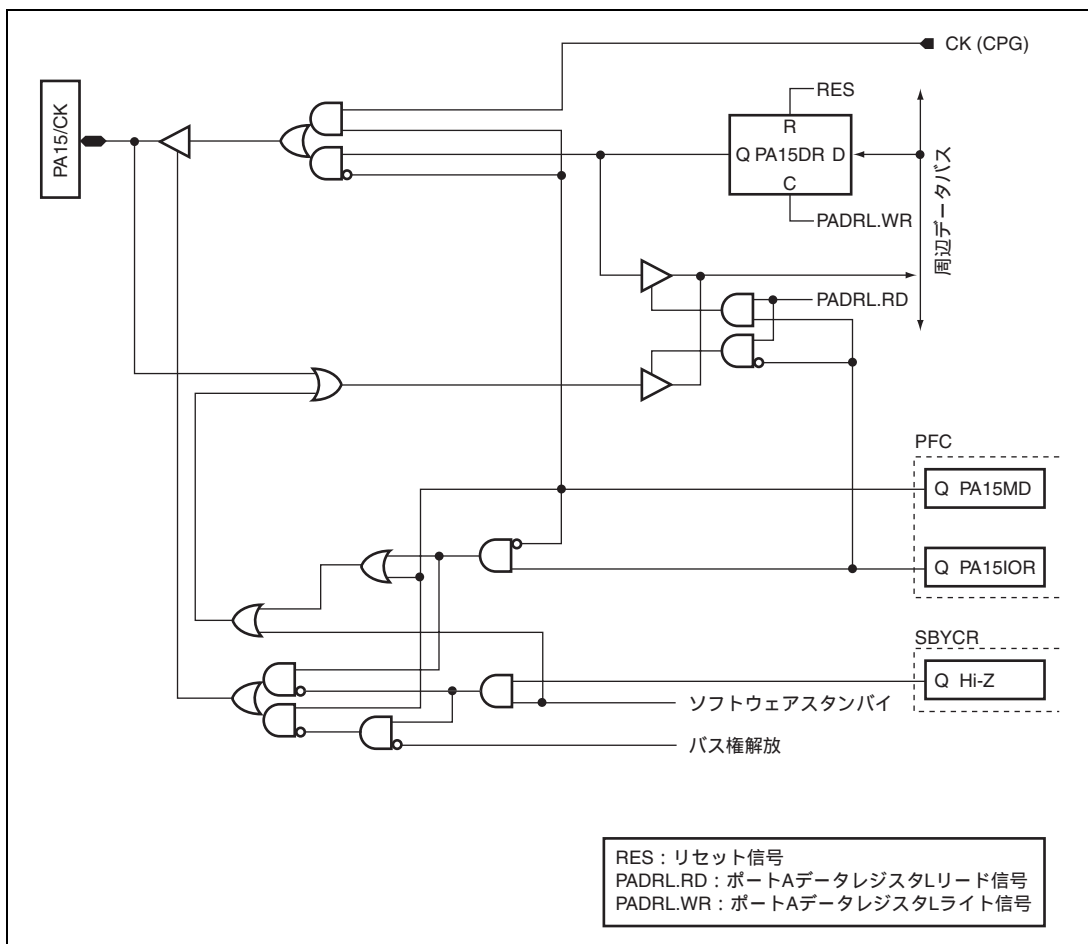 CK (CPG)
PA15/CK
RES
R
Q PA15DR D
C
PADRL.WR
周辺データバス
PADRL.RD
PFC
Q PA15MD
Q PA15IOR
SBYCR
Q Hi-Z
ソフトウェアスタンバイ
バス権解放
RES：リセット信号
PADRL.RD：ポートAデータレジスタLリード信号
PADRL.WR：ポートAデータレジスタLライト信号